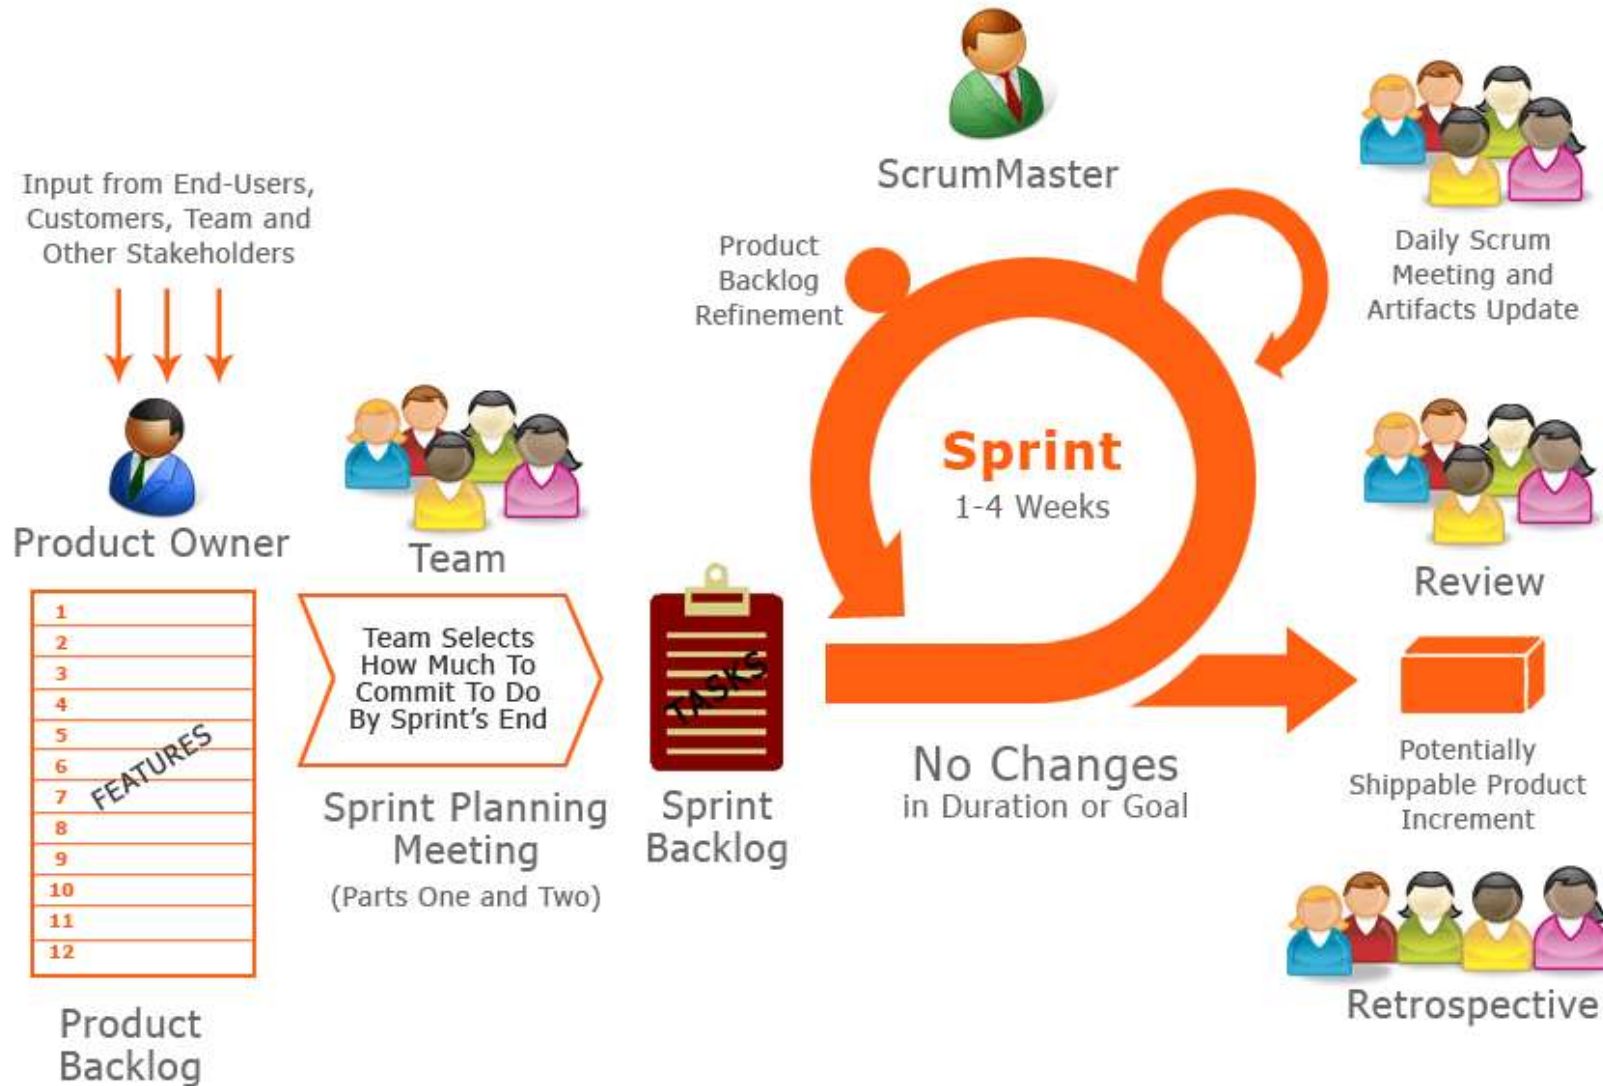 Input from End-Users,
Customers, Team and
Other Stakeholders
Product Owner
1
2
3
4
5
6
7
8
9
10
11
12
FEATURES
Product
Backlog
Team
Team Selects
How Much To
Commit To Do
By Sprint's End
Sprint Planning
Meeting
(Parts One and Two)
TASKS
Sprint
Backlog
ScrumMaster
Product
Backlog
Refinement
Sprint
1-4 Weeks
No Changes
in Duration or Goal
Daily Scrum
Meeting and
Artifacts Update
Review
Potentially
Shippable Product
Increment
Retrospective